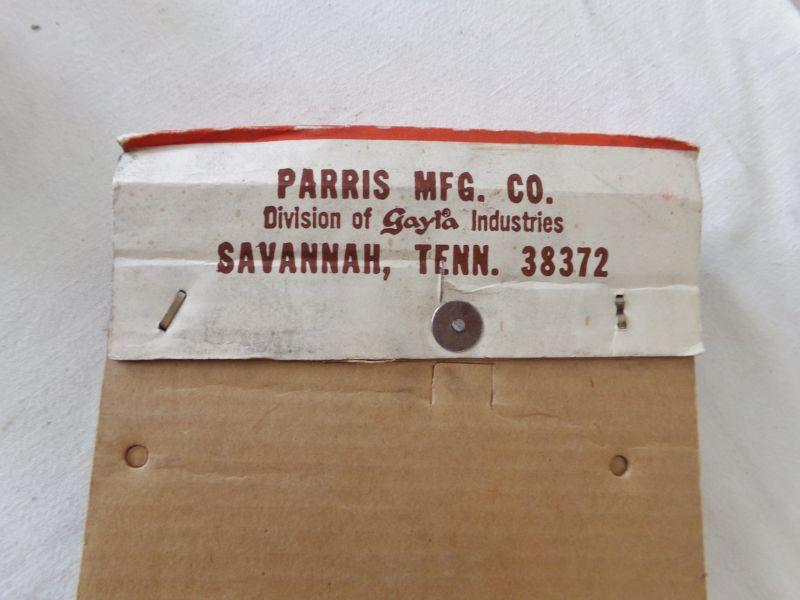 PARRIS MFG. CO.
Division of Gayla Industries
SAVANNAH, TENN. 38372